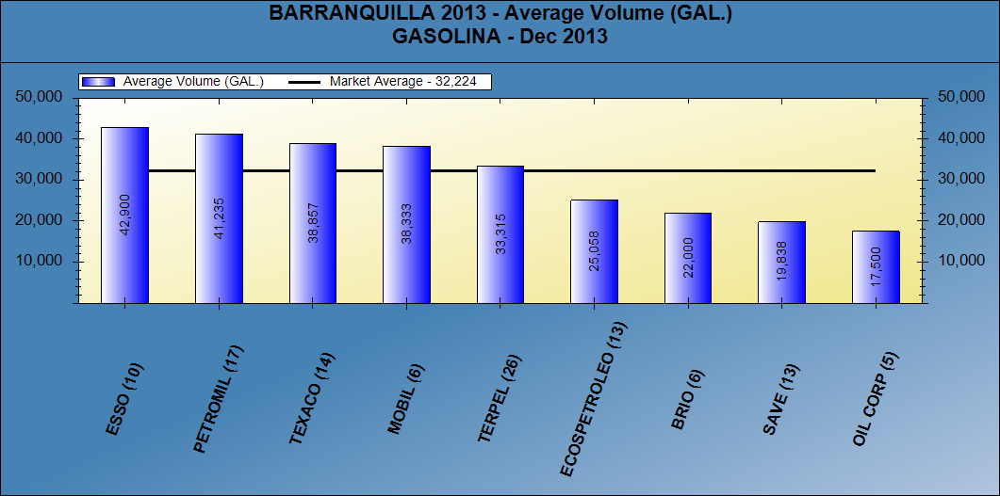 BARRANQUILLA 2013 - Average Volume (GAL.)
GASOLINA - Dec 2013
Average Volume (GAL.)
Market Average - 32,224
50,000
40,000
30,000
20,000
10,000
50,000
40,000
30,000
20,000
10,000
42,900
41,235
38,857
38,333
33,315
25,058
22,000
19,838
17,500
ESSO (10)
PETROMIL (17)
TEXACO (14)
MOBIL (6)
TERPEL (26)
ECOSPETROLEO (13)
BRIO (6)
SAVE (13)
OIL CORP (5)